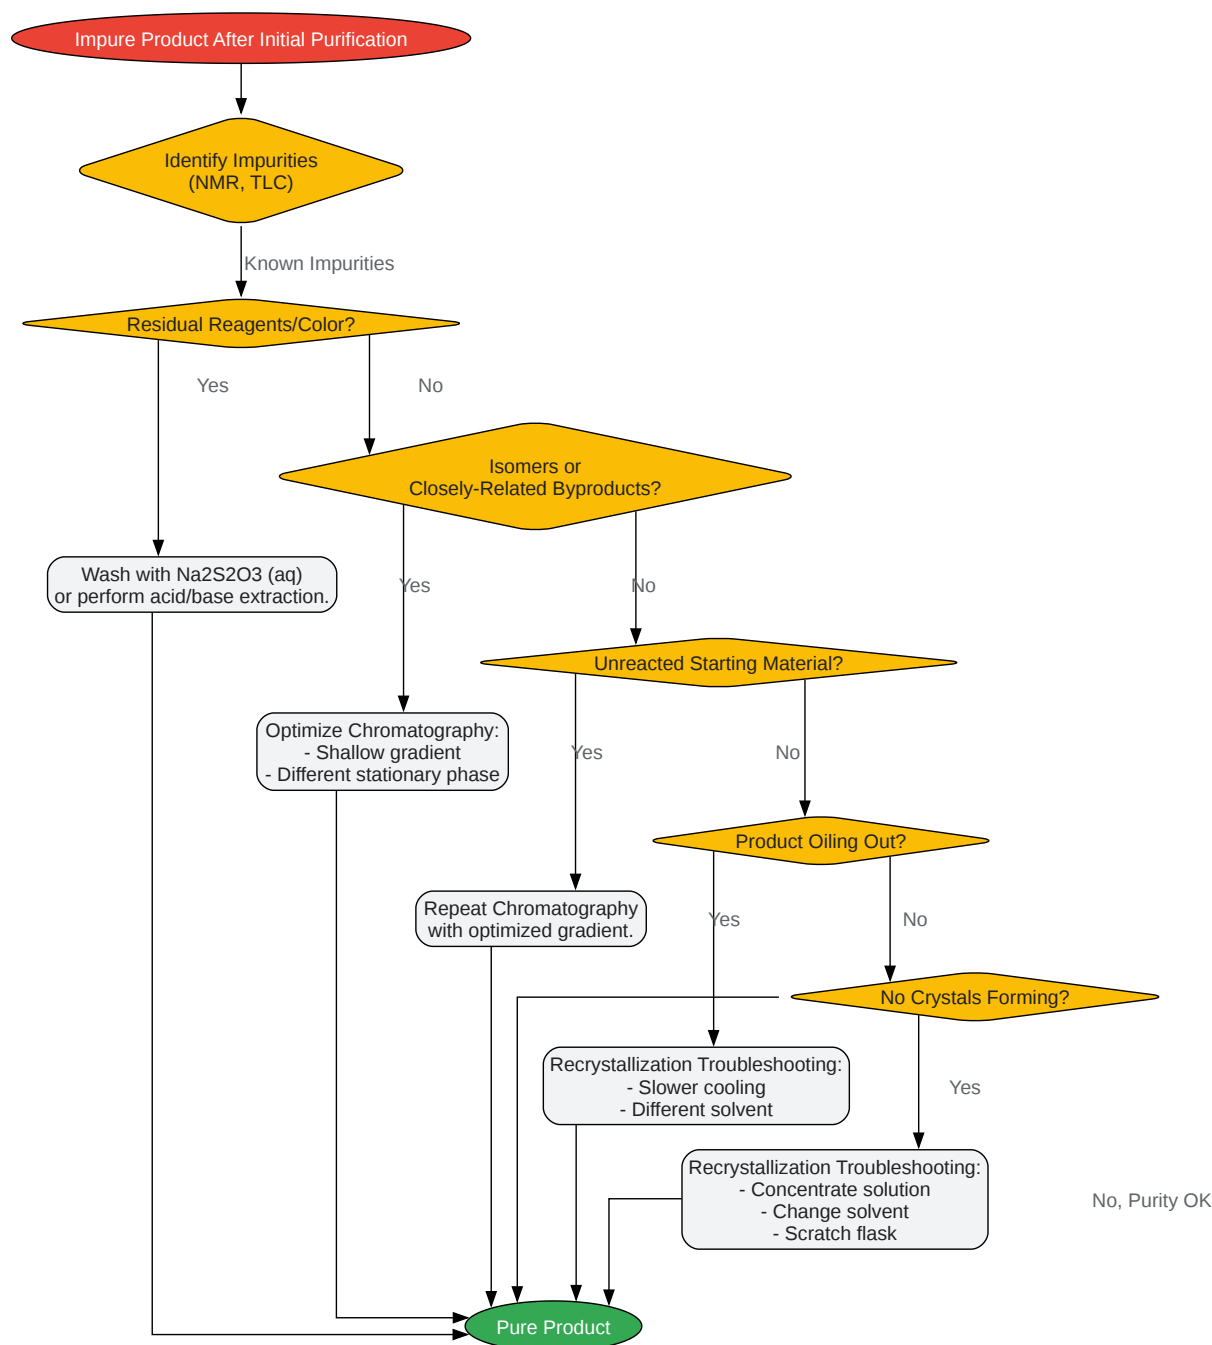 Impure Product After Initial Purification
Identify Impurities
(NMR, TLC)
Known Impurities
Residual Reagents/Color?
Yes
No
Isomers or
Closely-Related Byproducts?
Wash with Na2S2O3 (aq)
or perform acid/base extraction.
Yes
No
Unreacted Starting Material?
Optimize Chromatography:
- Shallow gradient
- Different stationary phase
Yes
No
Product Oiling Out?
Repeat Chromatography
with optimized gradient.
Yes
No
No Crystals Forming?
Recrystallization Troubleshooting:
- Slower cooling
- Different solvent
Yes
Recrystallization Troubleshooting:
- Concentrate solution
- Change solvent
- Scratch flask
No, Purity OK
Pure Product